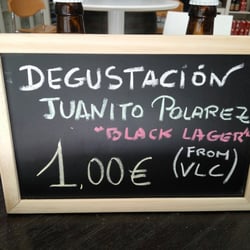 DEGUSTACIÓN
JUANITO POLAREZ
"BLACK LAGER"
1,00€ (FROM VLC)